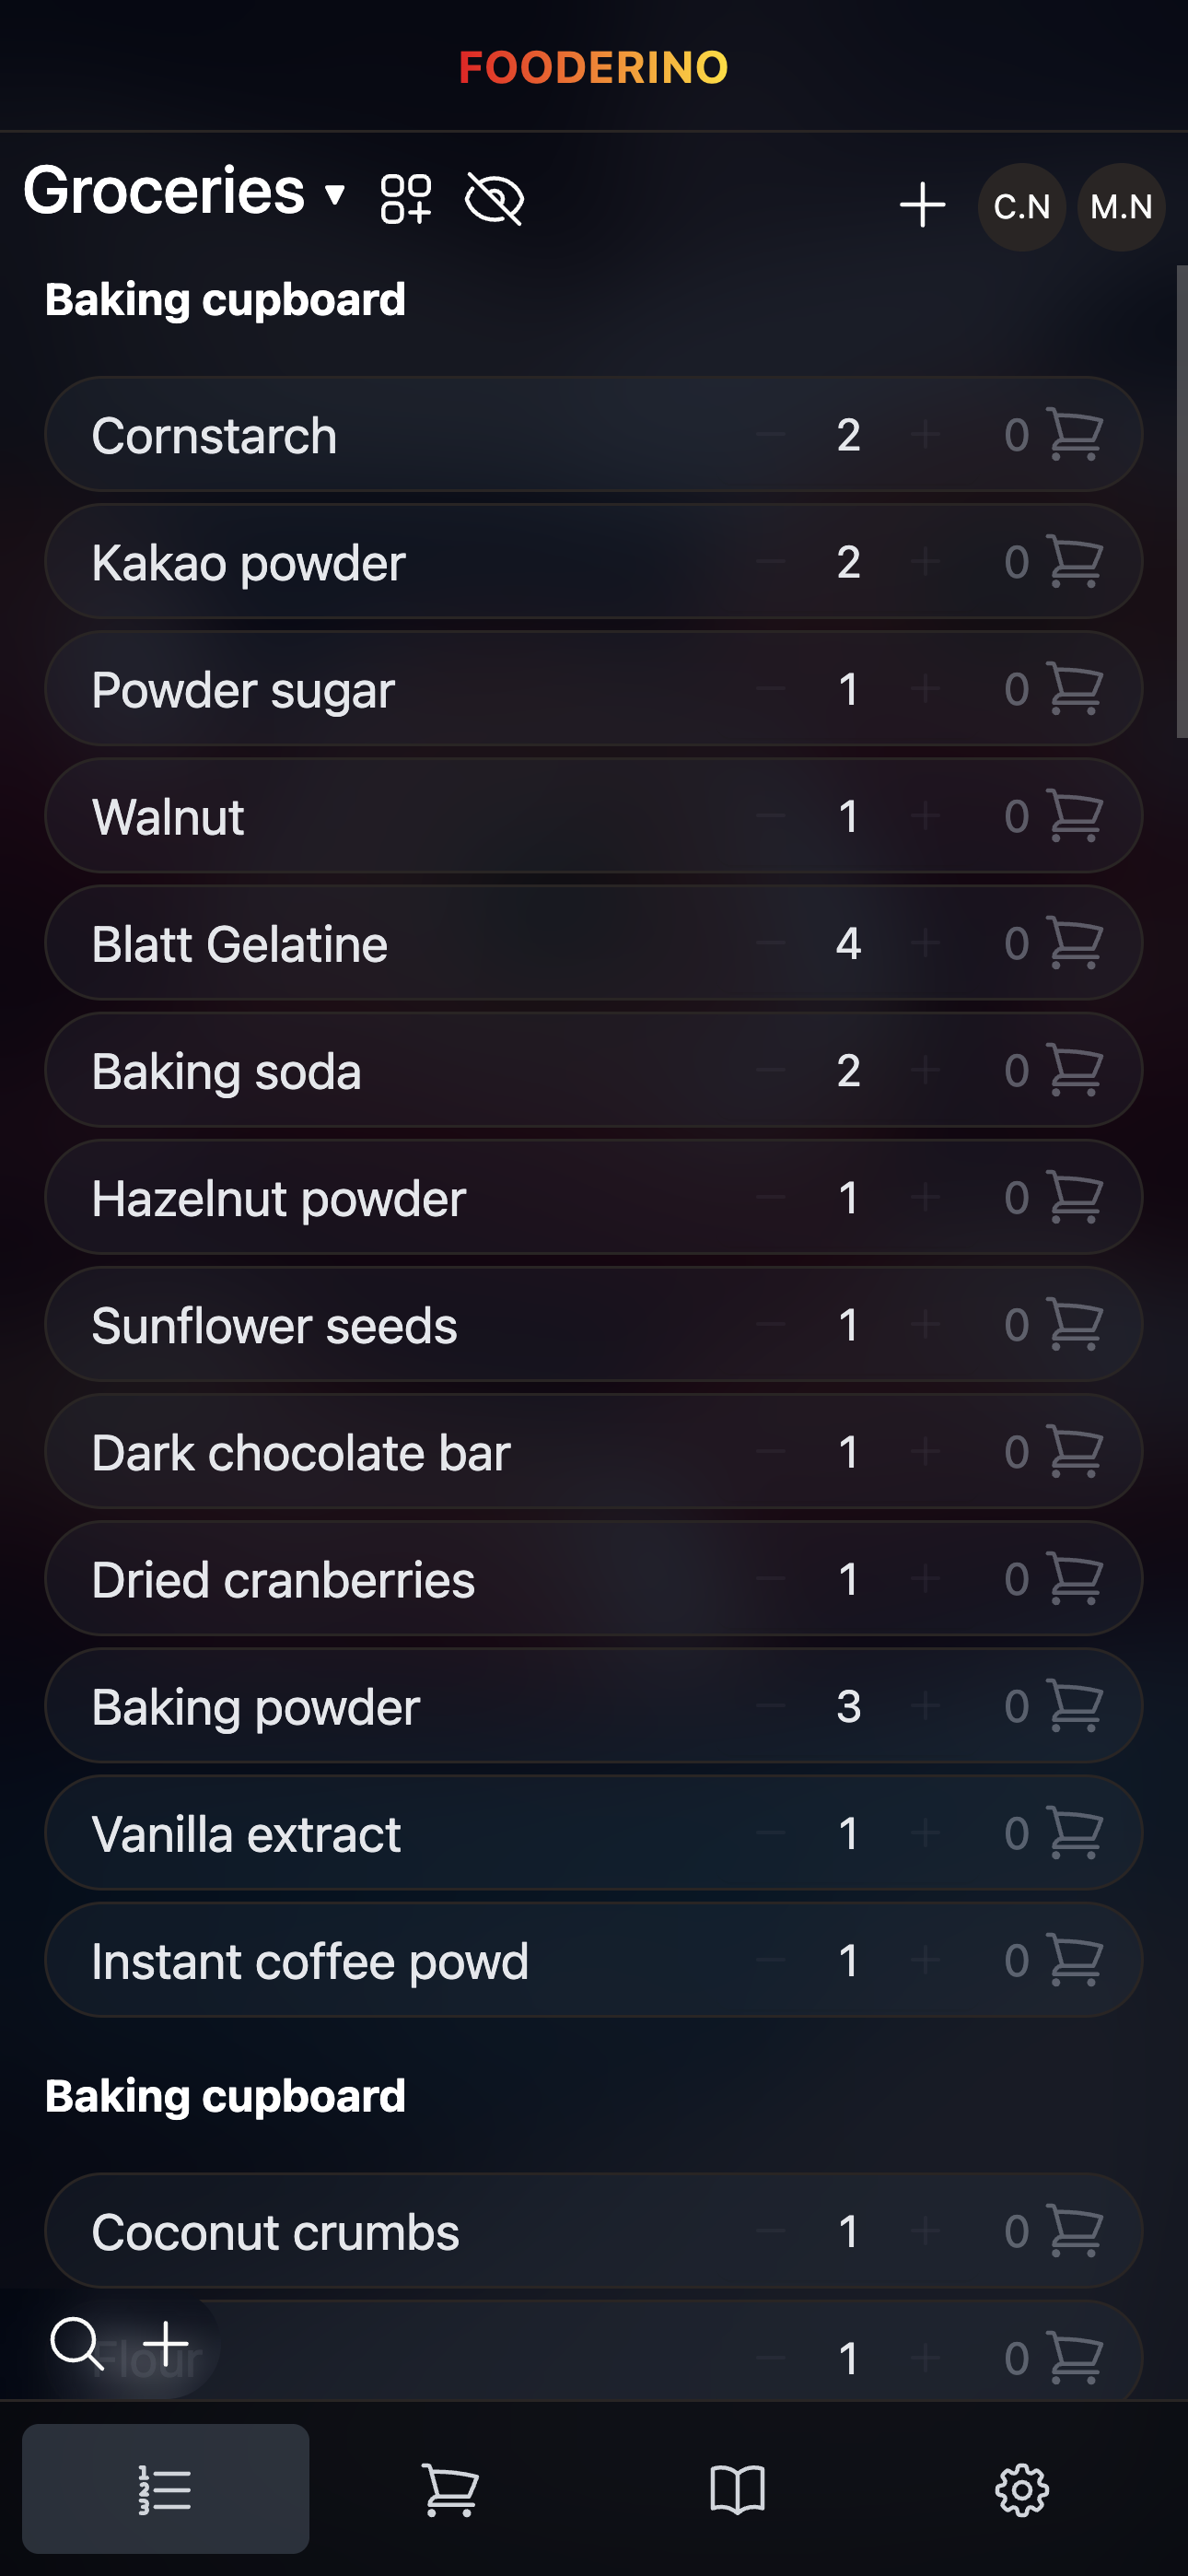 FOODERINO
Groceries ▼
+ C.N M.N
Baking cupboard
Cornstarch − 2 + 0
Kakao powder − 2 + 0
Powder sugar − 1 + 0
Walnut − 1 + 0
Blatt Gelatine − 4 + 0
Baking soda − 2 + 0
Hazelnut powder − 1 + 0
Sunflower seeds − 1 + 0
Dark chocolate bar − 1 + 0
Dried cranberries − 1 + 0
Baking powder − 3 + 0
Vanilla extract − 1 + 0
Instant coffee powd − 1 + 0
Baking cupboard
Coconut crumbs − 1 + 0
Flour − 1 + 0